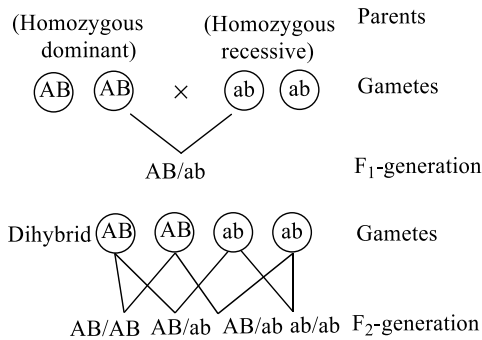 (Homozygous dominant) (Homozygous recessive) Parents
AB AB × ab ab Gametes
AB/ab F₁-generation
Dihybrid AB AB ab ab Gametes
AB/AB AB/ab AB/ab ab/ab F₂-generation